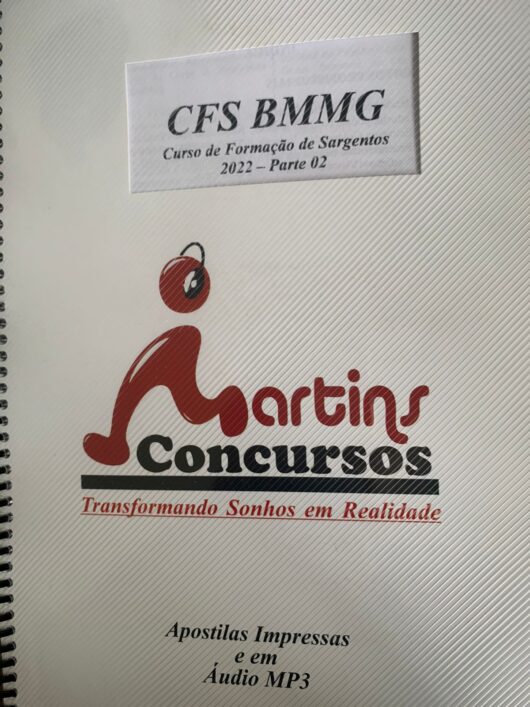 CFS BMMG
Curso de Formação de Sargentos
2022 – Parte 02
Martins
Concursos
Transformando Sonhos em Realidade
Apostilas Impressas
e em
Áudio MP3